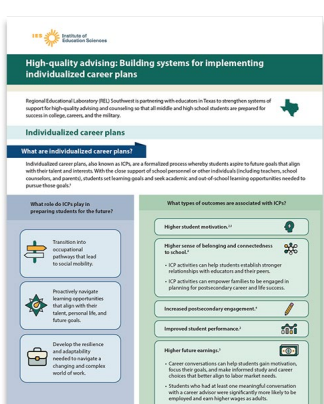 IES Institute of
Education Sciences
High-quality advising: Building systems for implementing
individualized career plans
Regional Educational Laboratory (REL) Southwest is partnering with educators in Texas to strengthen systems of
support for high-quality advising and counseling so that all middle and high school students are prepared for
success in college, careers, and the military.
Individualized career plans
What are individualized career plans?
Individualized career plans, also known as ICPs, are a formalized process whereby students aspire to future goals that align
with their talent and interests. With the close support of school personnel or other individuals (including teachers, school
counselors, and parents), students set learning goals and seek academic and out-of-school learning opportunities needed to
pursue those goals.¹
What role do ICPs play in
preparing students for the future?
Transition into
occupational
pathways that lead
to social mobility.
Proactively navigate
learning opportunities
that align with their
talent, personal life, and
future goals.
Develop the resilience
and adaptability
needed to navigate a
changing and complex
world of work.
What types of outcomes are associated with ICPs?
Higher student motivation.
Higher sense of belonging and connectedness
to school.
• ICP activities can help students establish stronger
relationships with educators and their peers.
• ICP activities can empower families to be engaged in
planning for postsecondary career and life success.
Increased postsecondary engagement.
Improved student performance.
Higher future earnings.
• Career conversations can help students gain motivation,
focus their goals, and make informed study and career
choices that better align to labor market needs.
• Students who had at least one meaningful conversation
with a career advisor were significantly more likely to be
employed and earn higher wages as adults.